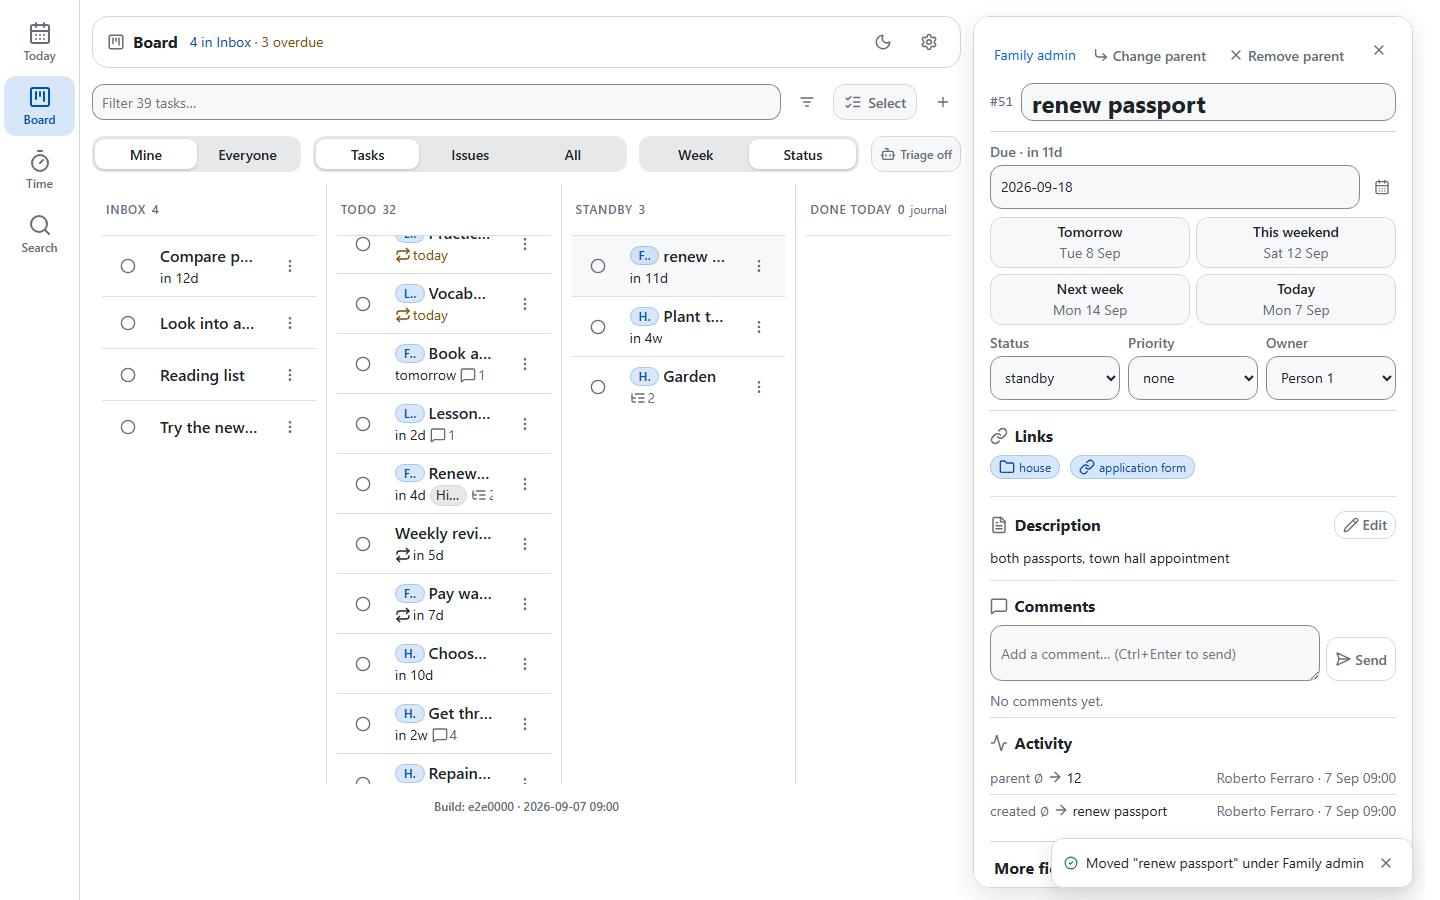 Today
Board
Time
Search
Board 4 in Inbox · 3 overdue
Filter 39 tasks...
Select
Mine Everyone
Tasks Issues All
Week Status
Triage off
INBOX 4
Compare p...
in 12d
Look into a...
Reading list
Try the new...
TODO 32
today
L.. Vocab...
today
F.. Book a...
tomorrow 1
L.. Lesson...
in 2d 1
F.. Renew...
in 4d Hi... 2
Weekly revi...
in 5d
F.. Pay wa...
in 7d
H. Choos...
in 10d
H. Get thr...
in 2w 4
H. Repain...
STANDBY 3
F.. renew ...
in 11d
H. Plant t...
in 4w
H. Garden
2
DONE TODAY 0 journal
Build: e2e0000 · 2026-09-07 09:00
Family admin Change parent Remove parent
#51 renew passport
Due · in 11d
2026-09-18
Tomorrow
Tue 8 Sep
This weekend
Sat 12 Sep
Next week
Mon 14 Sep
Today
Mon 7 Sep
Status Priority Owner
standby none Person 1
Links
house application form
Description Edit
both passports, town hall appointment
Comments
Add a comment... (Ctrl+Enter to send)
Send
No comments yet.
Activity
parent ∅ → 12 Roberto Ferraro · 7 Sep 09:00
created ∅ → renew passport Roberto Ferraro · 7 Sep 09:00
More
Moved "renew passport" under Family admin